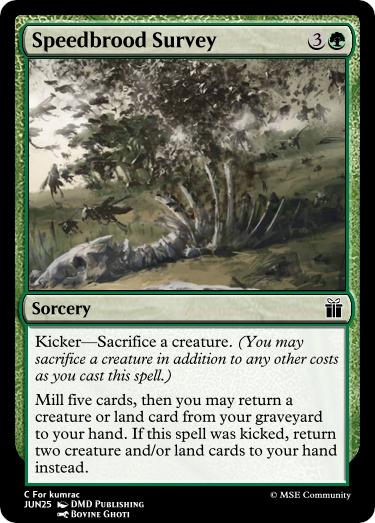 Speedbrood Survey 3
Sorcery
Kicker—Sacrifice a creature. (You may
sacrifice a creature in addition to any other costs
as you cast this spell.)
Mill five cards, then you may return a
creature or land card from your graveyard
to your hand. If this spell was kicked, return
two creature and/or land cards to your hand
instead.
C For kumrac
JUN25 DMD Publishing
Bovine Ghoti
© MSE Community